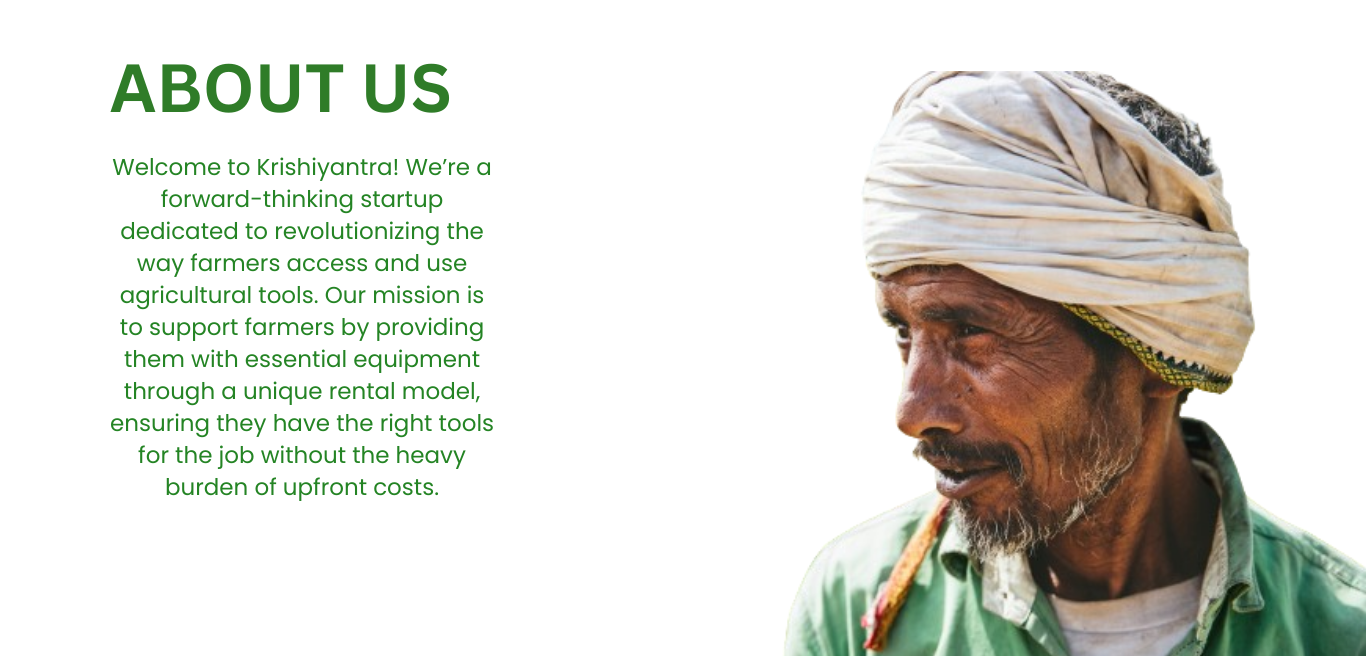 ABOUT US
Welcome to Krishiyantra! We’re a
forward-thinking startup
dedicated to revolutionizing the
way farmers access and use
agricultural tools. Our mission is
to support farmers by providing
them with essential equipment
through a unique rental model,
ensuring they have the right tools
for the job without the heavy
burden of upfront costs.